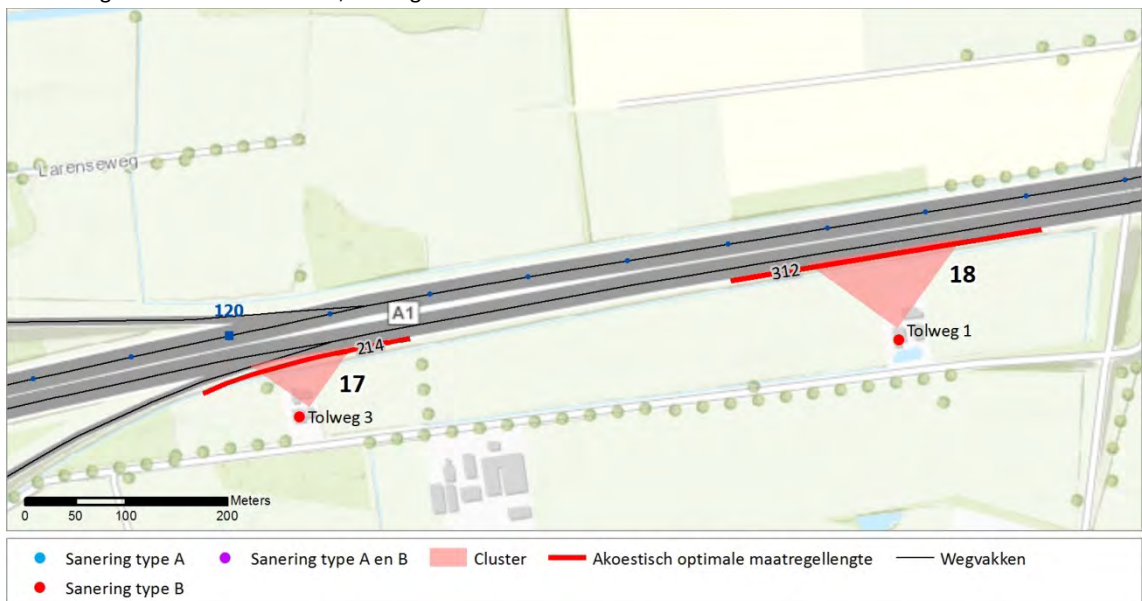 Larenseweg
120
A1
214
17
Tolweg 3
312
18
Tolweg 1
Meters
0 50 100 200
Sanering type A
Sanering type A en B
Cluster
Akoestisch optimale maatregellengte
Wegvakken
Sanering type B